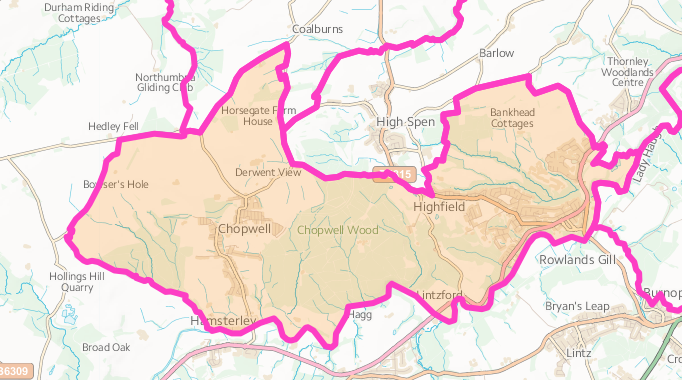 Durham Riding
Cottages
Coalburns
Barlow
Thornley
Woodlands
Centre
Northumbria
Gliding Club
Horsegate Farm
House
Bankhead
Cottages
High Spen
Hedley Fell
Lady Haugh
Derwent View
Bowser's Hole
Highfield
Chopwell
Chopwell Wood
Rowlands Gill
Hollings Hill
Quarry
Lintzford
Hagg
Bryan's Leap
Hamsterley
Broad Oak
Lintz
B6309